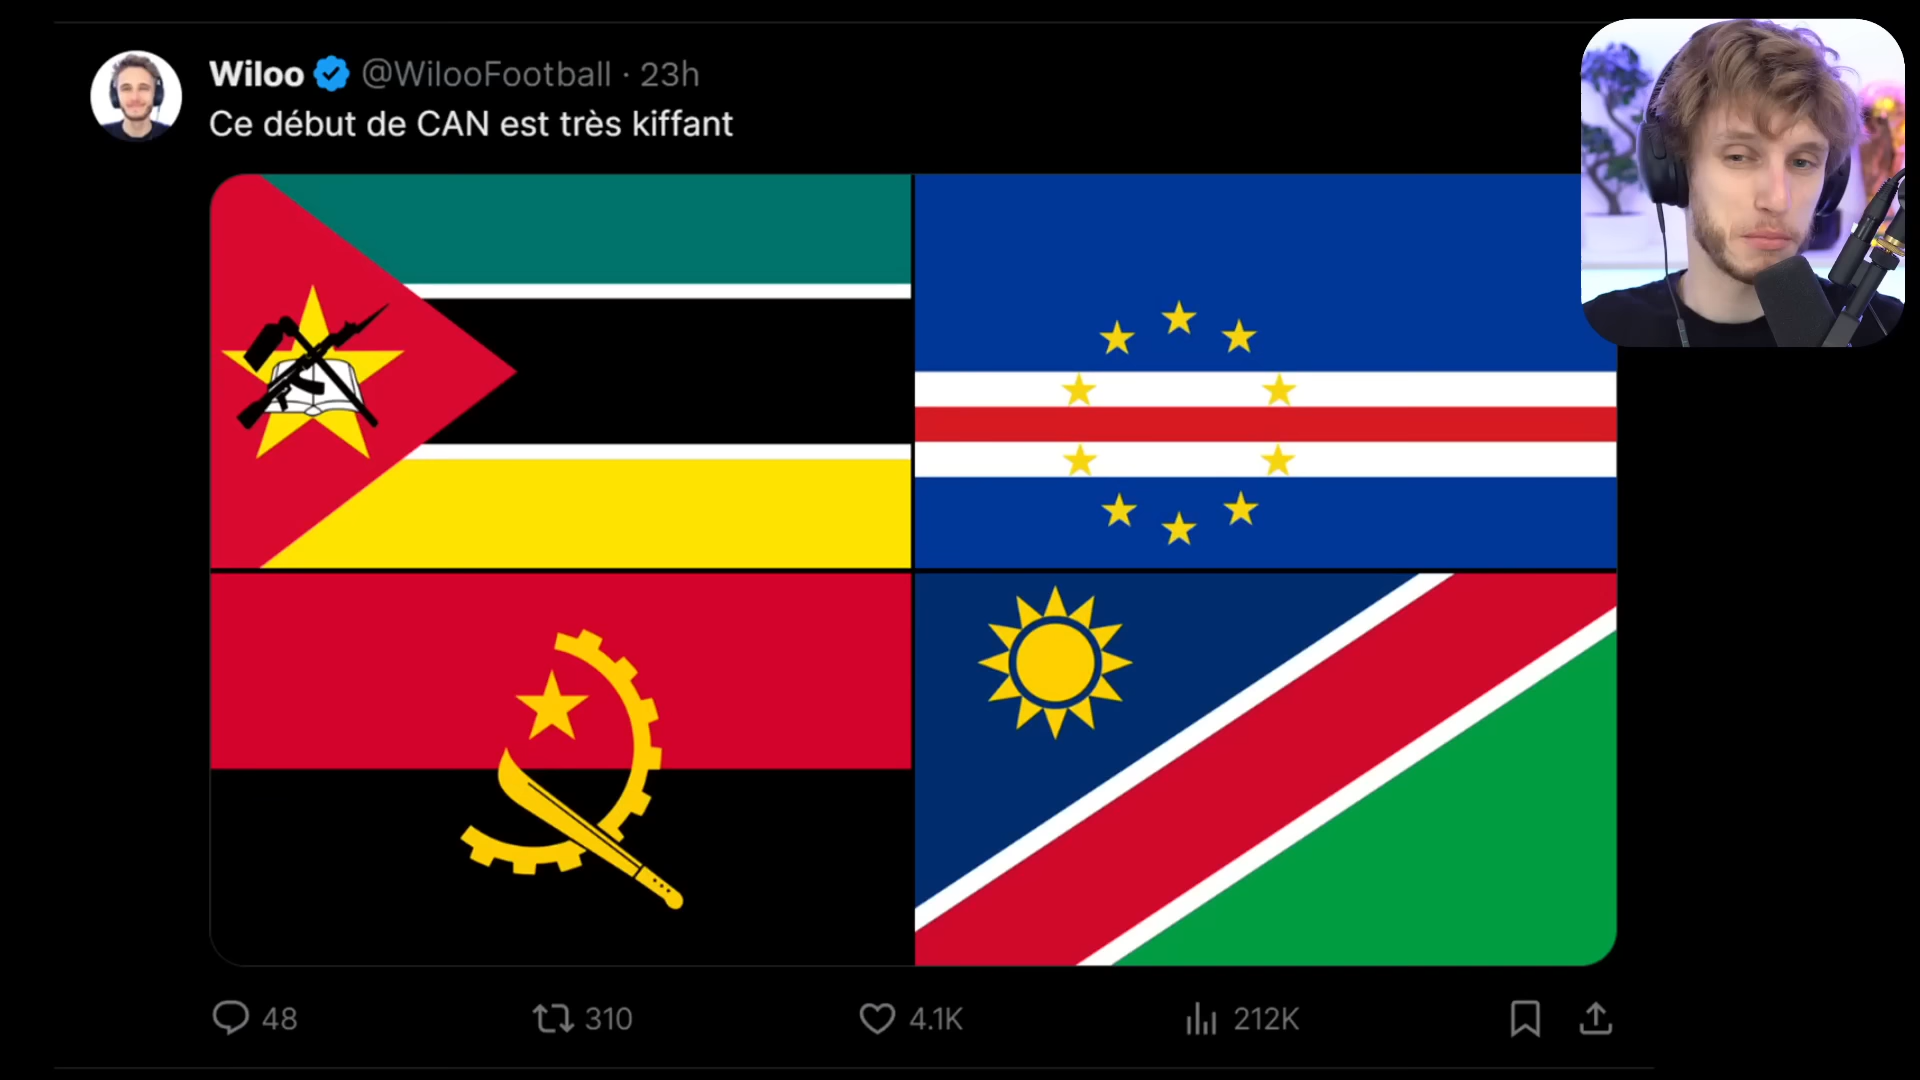 Wiloo @WilooFootball · 23h
Ce début de CAN est très kiffant
48 310 4.1K 212K